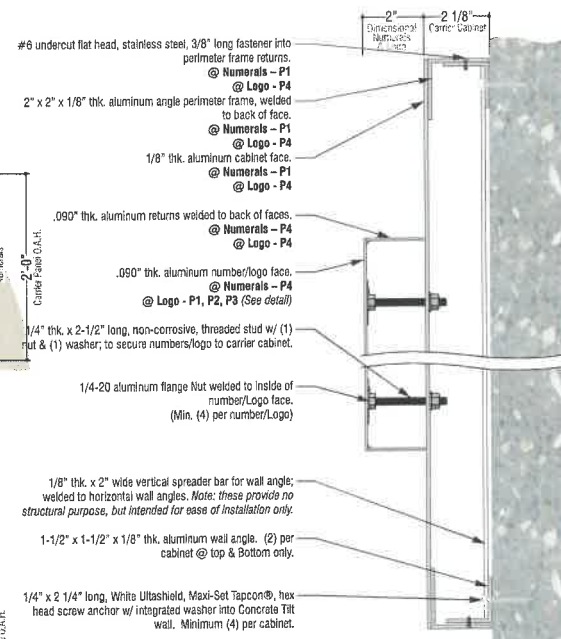 2"
2 1/8"
Dimensional
Carrier Cabinet
Numerals
& Logo
#6 undercut flat head, stainless steel, 3/8" long fastener into
perimeter frame returns.
@ Numerals – P1
@ Logo - P4
2" x 2" x 1/8" thk. aluminum angle perimeter frame, welded
to back of face.
@ Numerals – P1
@ Logo - P4
1/8" thk. aluminum cabinet face.
@ Numerals – P1
@ Logo - P4
.090" thk. aluminum returns welded to back of faces.
@ Numerals – P4
@ Logo - P4
.090" thk. aluminum number/logo face.
@ Numerals – P4
@ Logo - P1, P2, P3 (See detail)
1/4" thk. x 2-1/2" long, non-corrosive, threaded stud w/ (1)
nut & (1) washer; to secure numbers/logo to carrier cabinet.
1/4-20 aluminum flange Nut welded to inside of
number/Logo face.
(Min. (4) per number/Logo)
1/8" thk. x 2" wide vertical spreader bar for wall angle;
welded to horizontal wall angles. Note: these provide no
structural purpose, but intended for ease of installation only.
1-1/2" x 1-1/2" x 1/8" thk. aluminum wall angle. (2) per
cabinet @ top & Bottom only.
1/4" x 2 1/4" long, White Ultashield, Maxi-Set Tapcon®, hex
head screw anchor w/ integrated washer into Concrete Tilt
wall. Minimum (4) per cabinet.
2'-0"
Carrier Panel O.A.H.
O.A.H.